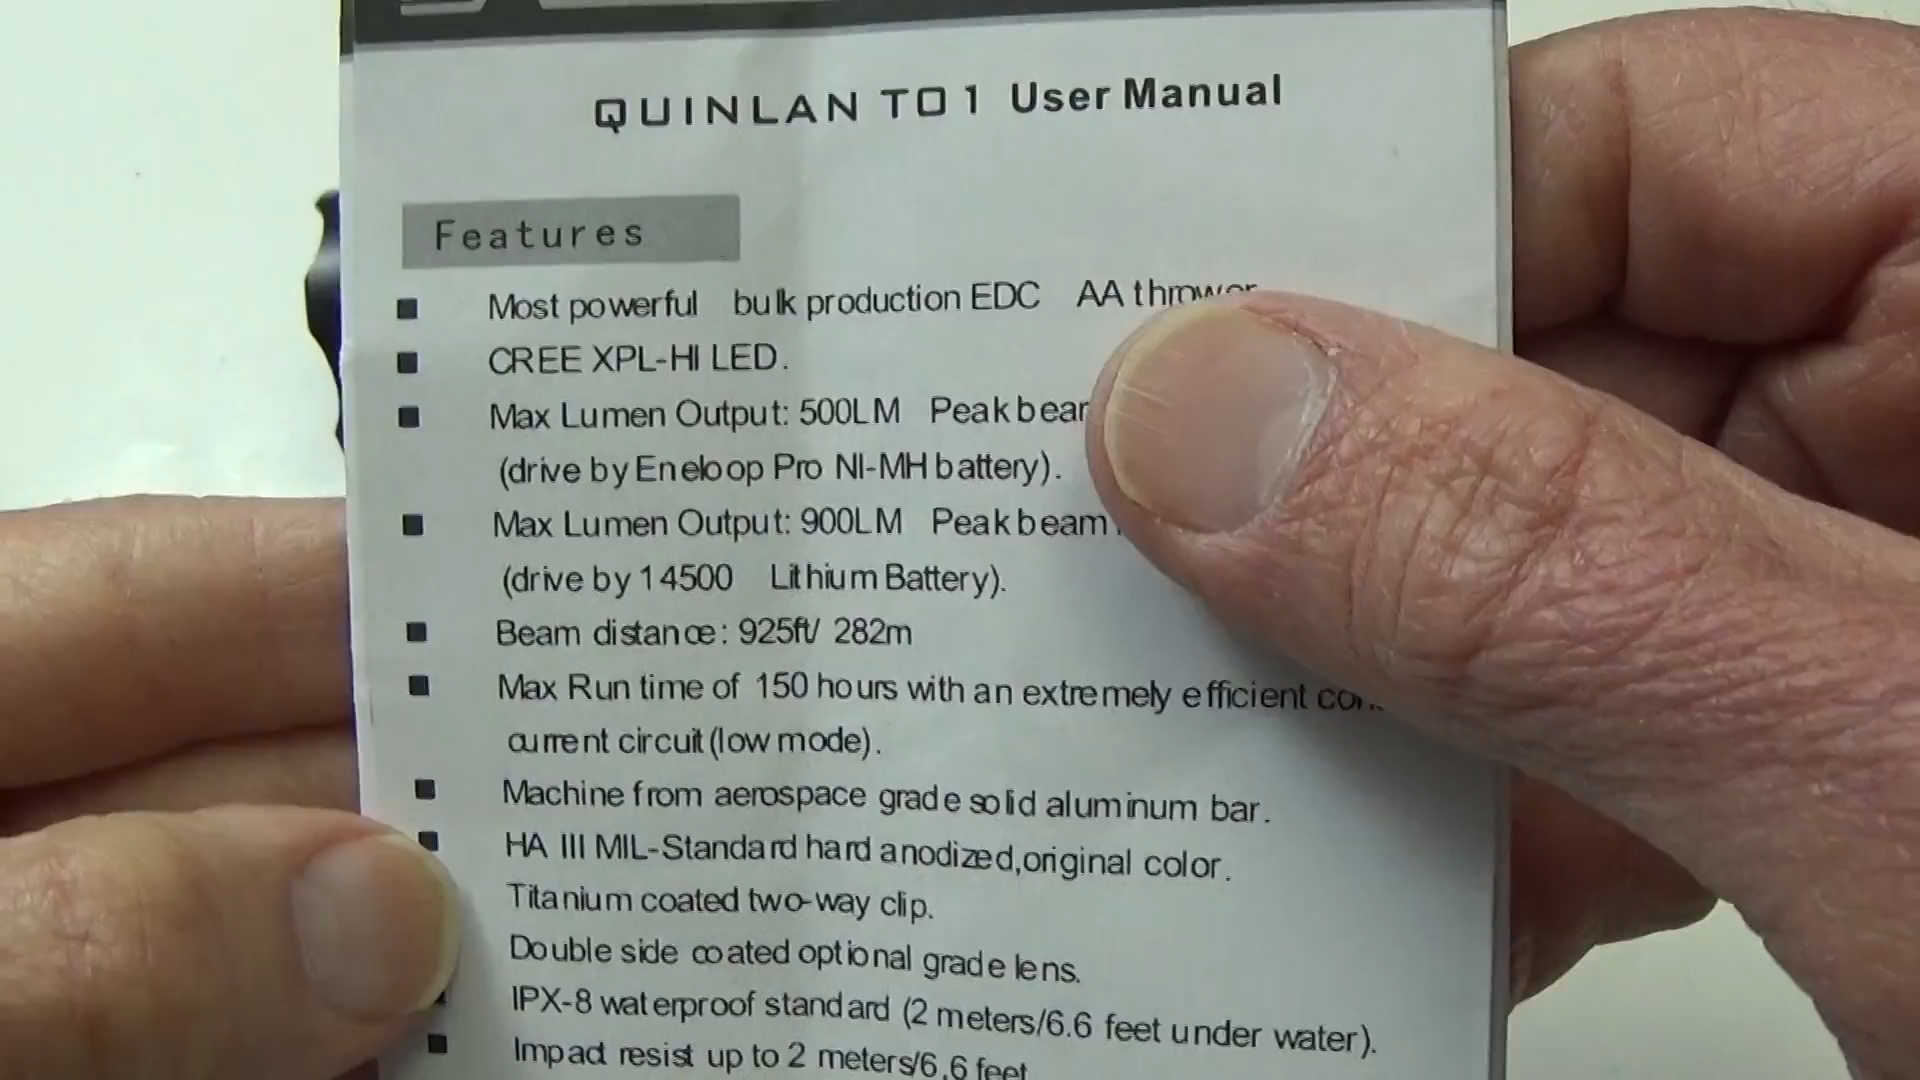 QUINLAN TO1 User Manual
Features
Most powerful bulk production EDC AA thrower
CREE XPL-HI LED.
Max Lumen Output: 500LM Peak
(drive by Eneloop Pro NI-MH battery).
Max Lumen Output: 900LM Peak beam
(drive by 14500 Lithium Battery).
Beam distance: 925ft/ 282m
Max Run time of 150 hours with an extremely efficient
current circuit (low mode).
Machine from aerospace grade solid aluminum bar.
HA III MIL-Standard hard anodized,original color.
Titanium coated two-way clip.
Double side coated optional grade lens.
IPX-8 waterproof standard (2 meters/6.6 feet under water).
Impact resist up to 2 meters/6.6 feet